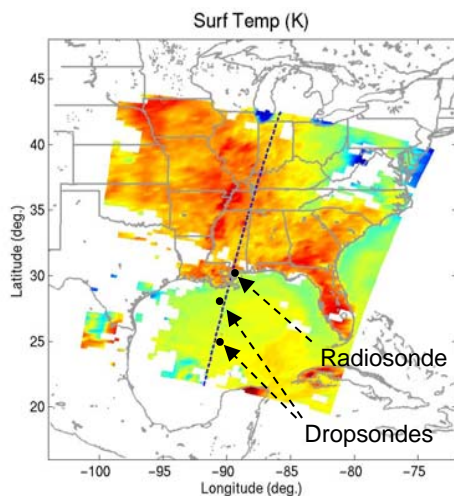 Surf Temp (K)
45
40
35
30
25
20
Latitude (deg.)
Radiosonde
Dropsondes
−100 −95 −90 −85 −80 −75
Longitude (deg.)